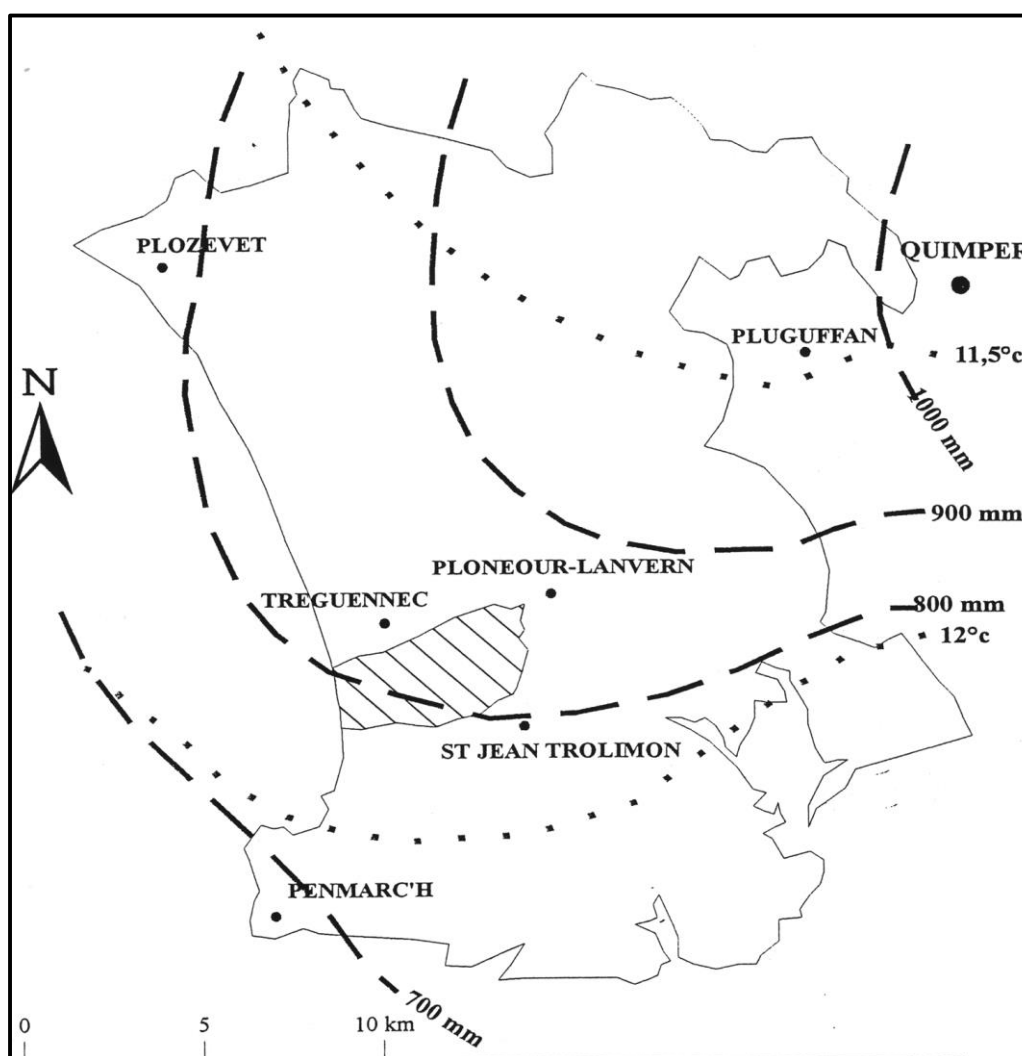 PLOZEVET
QUIMPER
PLUGUFFAN
11,5°c
N
1000 mm
900 mm
PLONEOUR-LANVERN
TREGUENNEC
800 mm
12°c
ST JEAN TROLIMON
PENMARC'H
700 mm
0 5 10 km